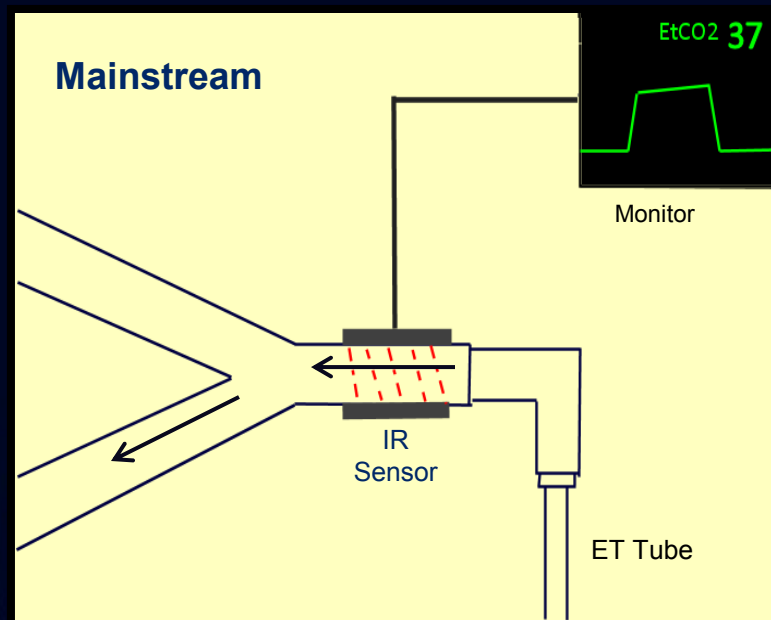 Mainstream
EtCO2 37
Monitor
IR
Sensor
ET Tube